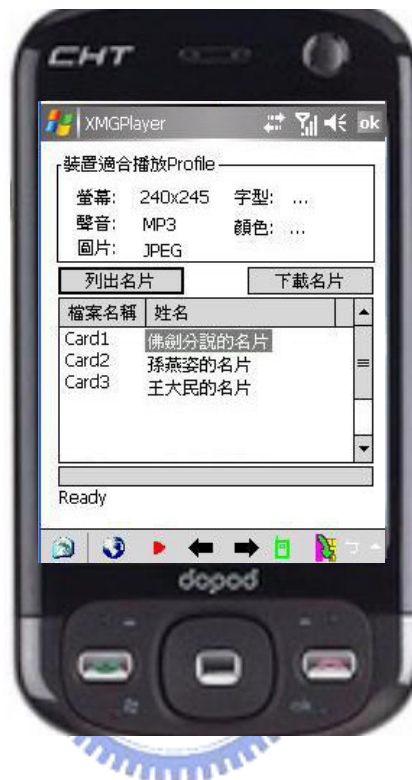 CHT
XMGPlayer ok
裝置適合播放Profile
螢幕: 240x245 字型: ...
聲音: MP3 顏色: ...
圖片: JPEG
列出名片 下載名片
檔案名稱 姓名
Card1 佛劍分說的名片
Card2 孫燕姿的名片
Card3 王大民的名片
Ready
ㄅ
dopod
ok